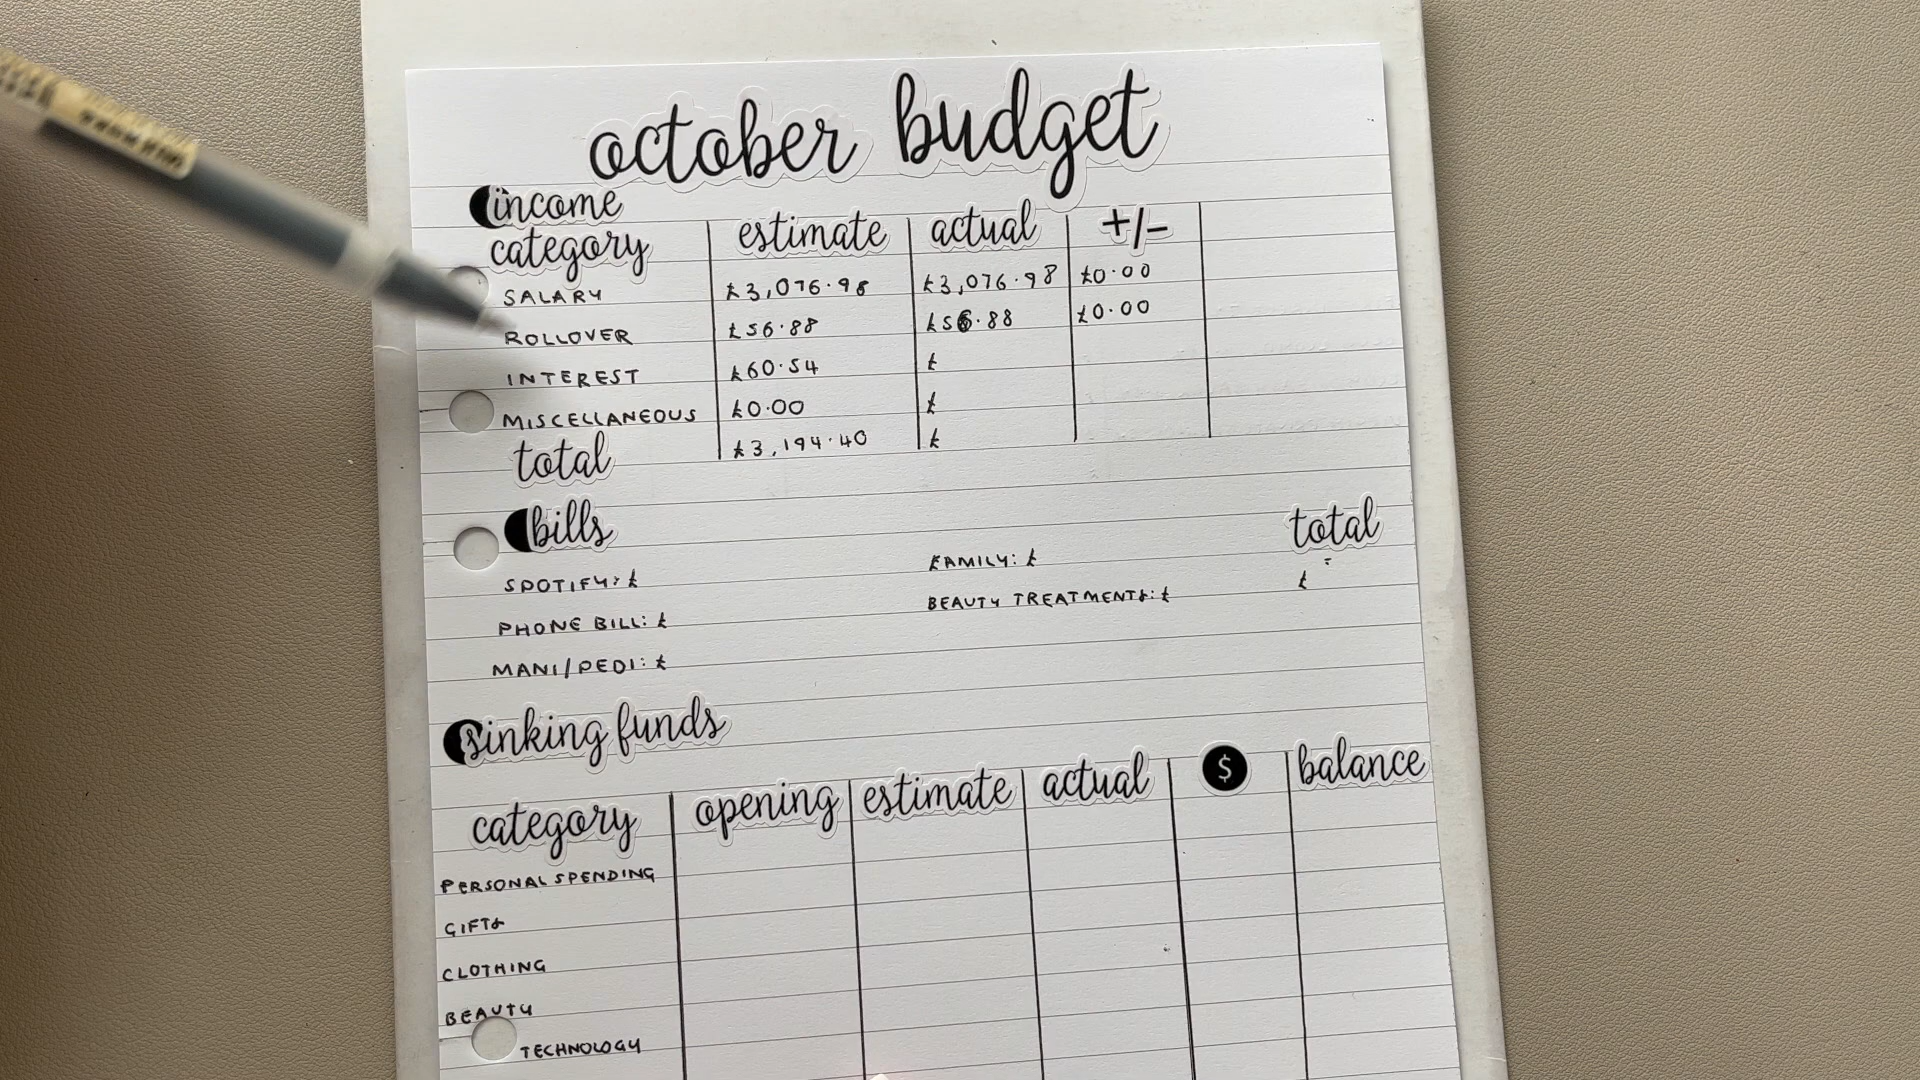 october budget
income
category estimate actual +/-
SALARY £3,076.98 £3,076.98 £0.00
ROLLOVER £56.88 £56.88 £0.00
INTEREST £60.54 £
MISCELLANEOUS £0.00 £
total £3,194.40 £
bills total
SPOTIFY: £ FAMILY: £ £
PHONE BILL: £ BEAUTY TREATMENTS: £
MANI/PEDI: £
sinking funds
category opening estimate actual $ balance
PERSONAL SPENDING
GIFTS
CLOTHING
BEAUTY
TECHNOLOGY